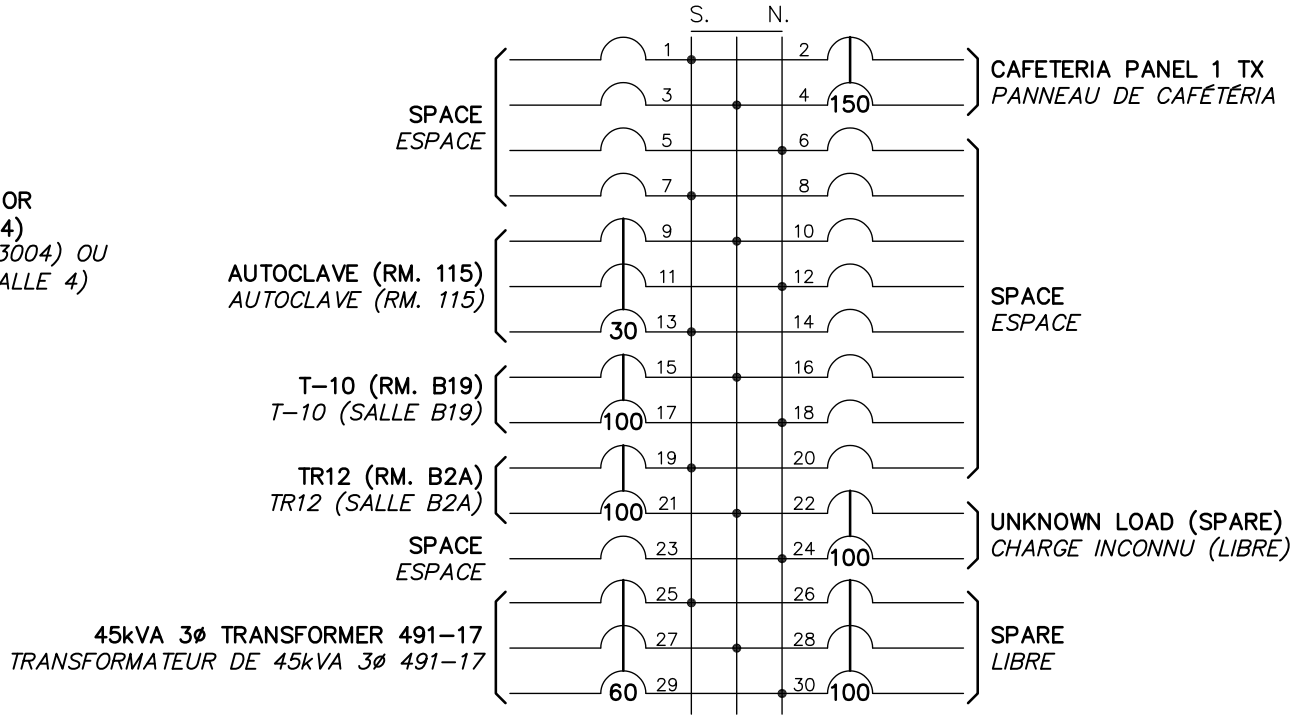 S. N.
1 2
3 4 150
5 6
7 8
9 10
11 12
30 13 14
15 16
100 17 18
19 20
100 21 22
23 24 100
25 26
27 28
60 29 30 100
OR
4)
3004) OU
ALLE 4)
SPACE
ESPACE
AUTOCLAVE (RM. 115)
AUTOCLAVE (RM. 115)
T–10 (RM. B19)
T–10 (SALLE B19)
TR12 (RM. B2A)
TR12 (SALLE B2A)
SPACE
ESPACE
45kVA 3ø TRANSFORMER 491–17
TRANSFORMATEUR DE 45kVA 3ø 491–17
CAFETERIA PANEL 1 TX
PANNEAU DE CAFÉTÉRIA
SPACE
ESPACE
UNKNOWN LOAD (SPARE)
CHARGE INCONNU (LIBRE)
SPARE
LIBRE